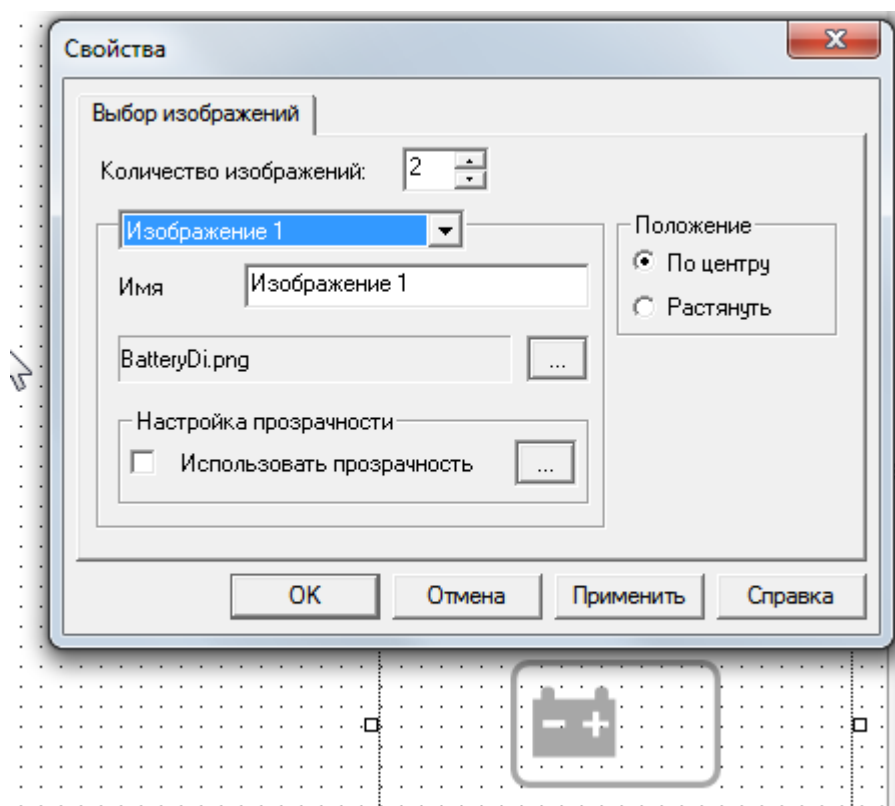 Свойства
Выбор изображений
Количество изображений: 2
Изображение 1
Положение
По центру
Имя Изображение 1
Растянуть
BatteryDi.png ...
Настройка прозрачности
Использовать прозрачность ...
OK Отмена Применить Справка